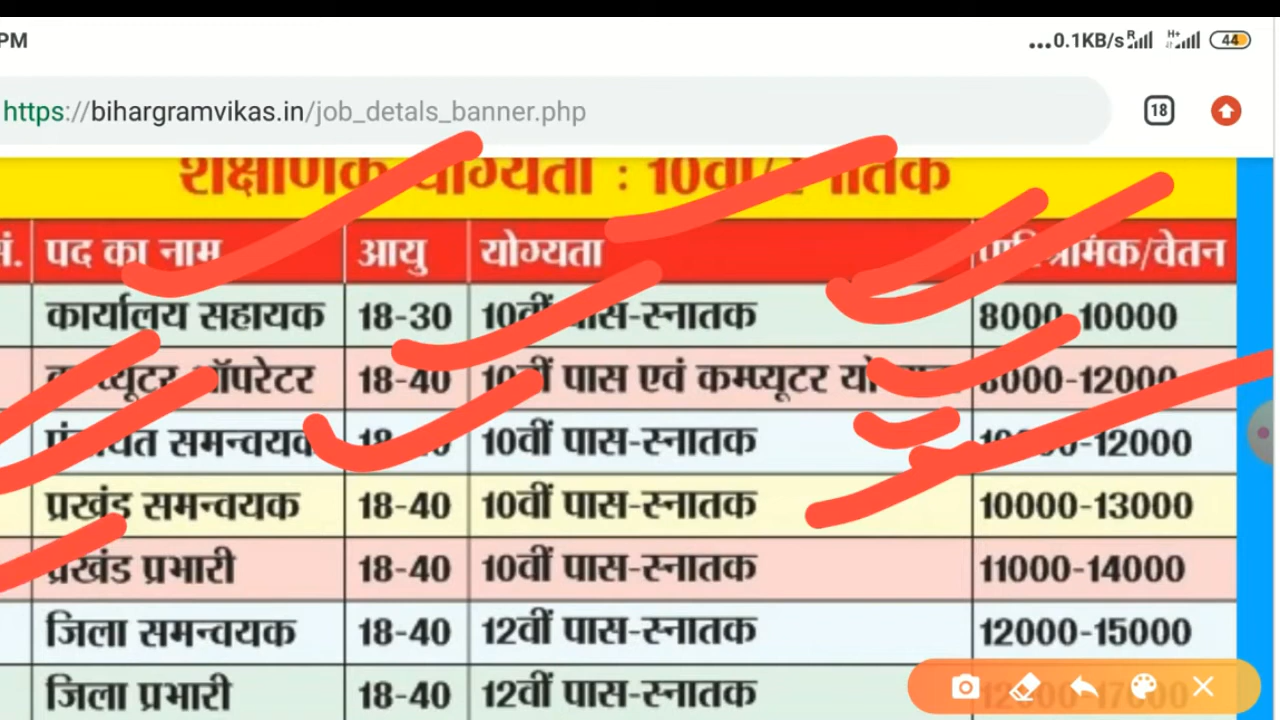 PM ...0.1KB/s R H+ 44
https://bihargramvikas.in/job_detals_banner.php 18
शैक्षणिक योग्यता : 10वीं/स्नातक
सं. पद का नाम आयु योग्यता पारिश्रमिक/वेतन
कार्यालय सहायक 18-30 10वीं पास-स्नातक 8000-10000
कम्प्यूटर ऑपरेटर 18-40 10वीं पास एवं कम्प्यूटर 8000-12000
पंचायत समन्वयक 10वीं पास-स्नातक 10000-12000
प्रखंड समन्वयक 18-40 10वीं पास-स्नातक 10000-13000
प्रखंड प्रभारी 18-40 10वीं पास-स्नातक 11000-14000
जिला समन्वयक 18-40 12वीं पास-स्नातक 12000-15000
जिला प्रभारी 18-40 12वीं पास-स्नातक